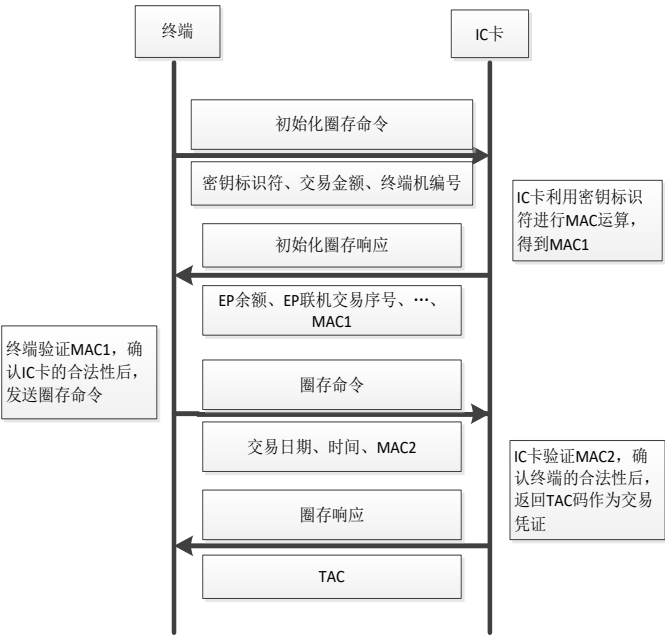 终端
IC卡
初始化圈存命令
密钥标识符、交易金额、终端机编号
IC卡利用密钥标识
符进行MAC运算，
得到MAC1
初始化圈存响应
EP余额、EP联机交易序号、…、
MAC1
终端验证MAC1，确
认IC卡的合法性后，
发送圈存命令
圈存命令
交易日期、时间、MAC2
IC卡验证MAC2，确
认终端的合法性后，
返回TAC码作为交易
凭证
圈存响应
TAC